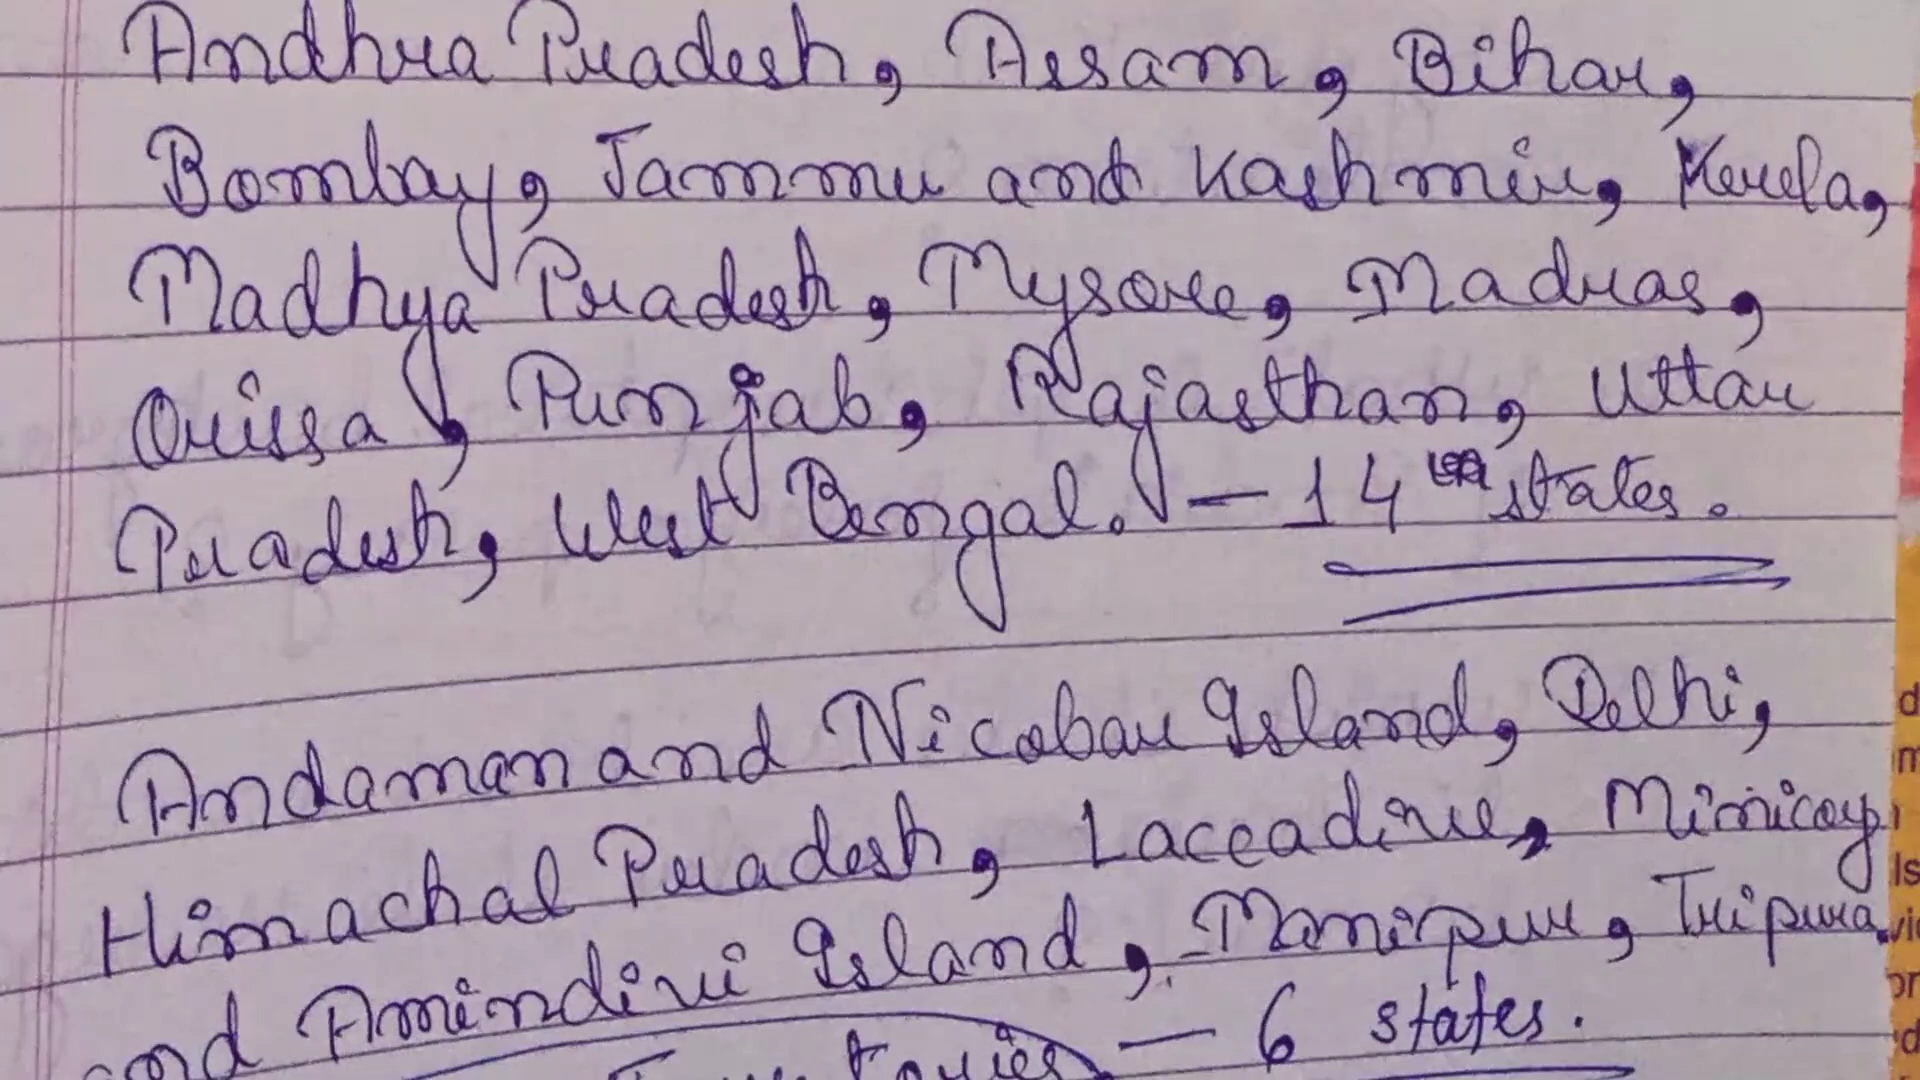 Andhra Pradesh, Assam, Bihar,
Bombay, Jammu and Kashmir, Kerela,
Madhya Pradesh, Mysore, Madras,
Orissa, Punjab, Rajasthan, Uttar
Pradesh, West Bengal. – 14 states.
Andaman and Nicobar Island, Delhi,
Himachal Pradesh, Laccadive, Minicoy
and Amindivi Island, Manipur, Tripura.
– 6 states.